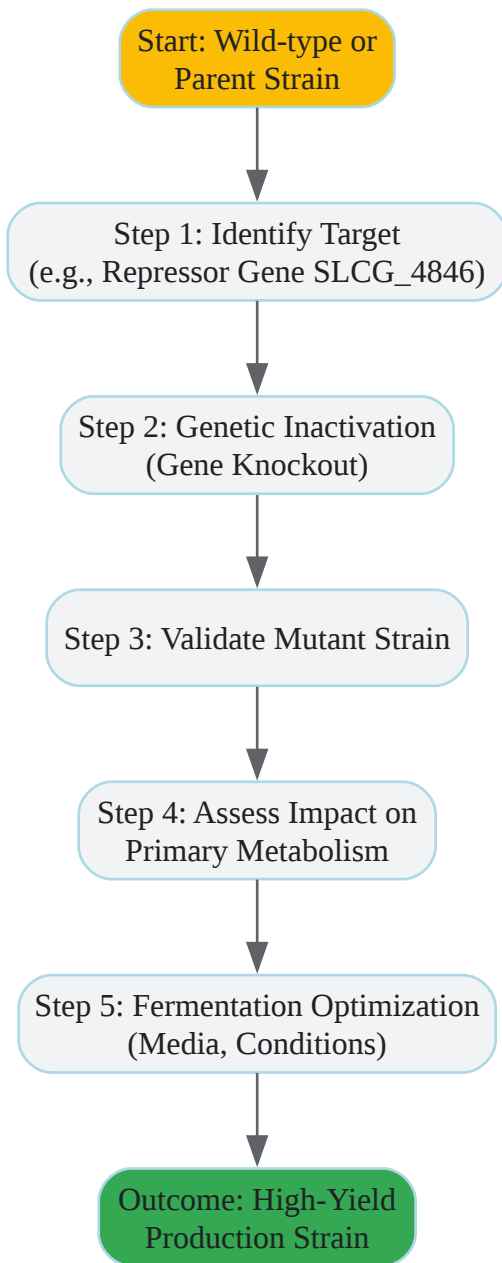 Start: Wild-type or
Parent Strain
Step 1: Identify Target
(e.g., Repressor Gene SLCG_4846)
Step 2: Genetic Inactivation
(Gene Knockout)
Step 3: Validate Mutant Strain
Step 4: Assess Impact on
Primary Metabolism
Step 5: Fermentation Optimization
(Media, Conditions)
Outcome: High-Yield
Production Strain